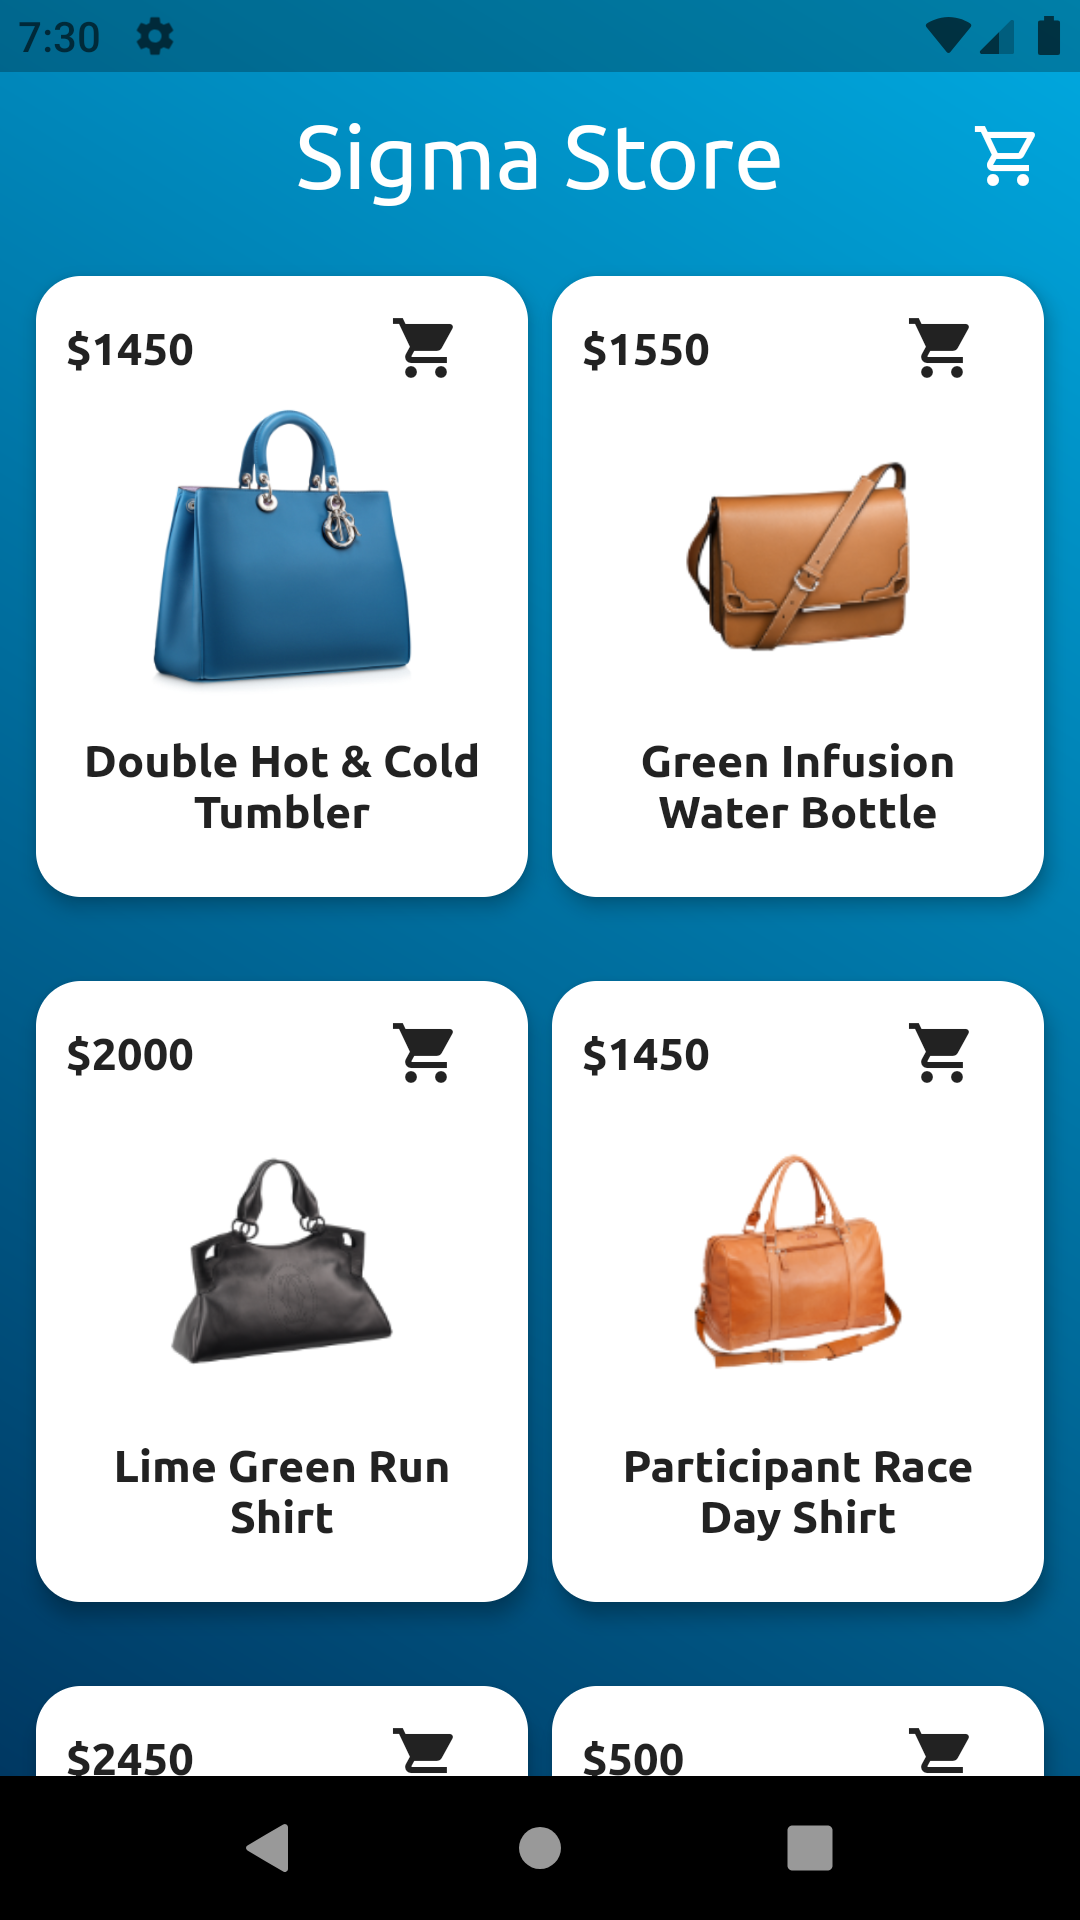 7:30
Sigma Store
$1450
$1550
Double Hot & Cold
Tumbler
Green Infusion
Water Bottle
$2000
$1450
Lime Green Run
Shirt
Participant Race
Day Shirt
$2450
$500